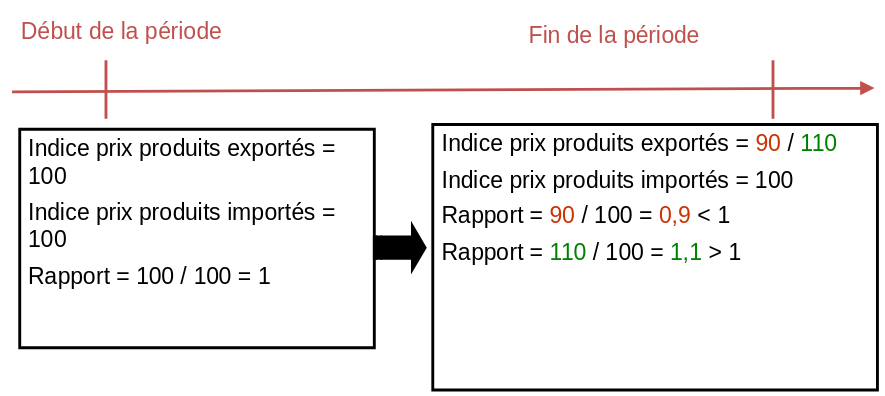 Début de la période
Fin de la période
Indice prix produits exportés =
100
Indice prix produits importés =
100
Rapport = 100 / 100 = 1
Indice prix produits exportés = 90 / 110
Indice prix produits importés = 100
Rapport = 90 / 100 = 0,9 < 1
Rapport = 110 / 100 = 1,1 > 1